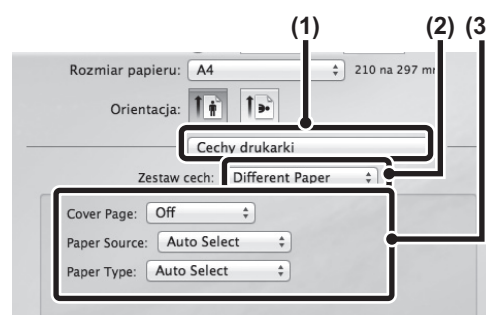 (1) (2) (3
Rozmiar papieru: A4 210 na 297 mm
Orientacja:
Cechy drukarki
Zestaw cech: Different Paper
Cover Page: Off
Paper Source: Auto Select
Paper Type: Auto Select